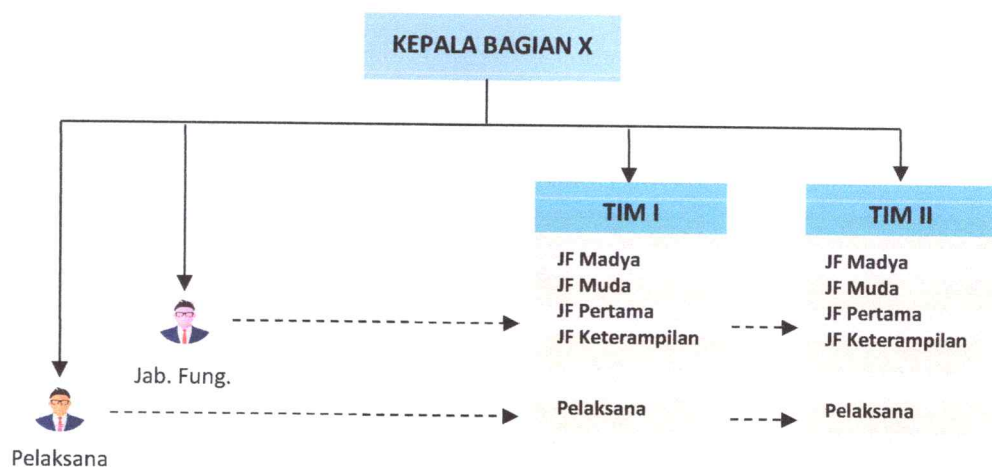 KEPALA BAGIAN X
TIM I
JF Madya
JF Muda
JF Pertama
JF Keterampilan
Pelaksana
TIM II
JF Madya
JF Muda
JF Pertama
JF Keterampilan
Pelaksana
Jab. Fung.
Pelaksana